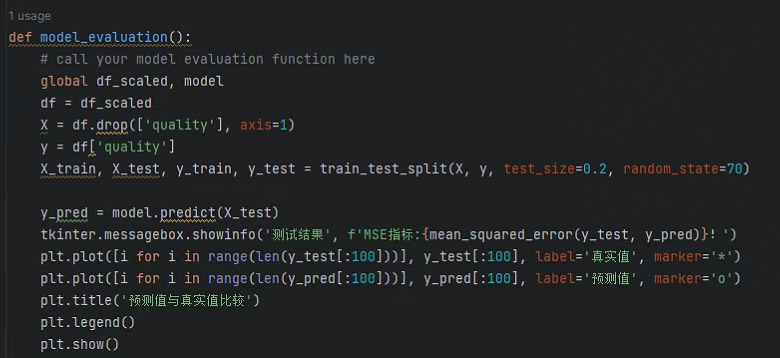 1 usage
def model_evaluation():
    # call your model evaluation function here
    global df_scaled, model
    df = df_scaled
    X = df.drop(['quality'], axis=1)
    y = df['quality']
    X_train, X_test, y_train, y_test = train_test_split(X, y, test_size=0.2, random_state=70)
    y_pred = model.predict(X_test)
    tkinter.messagebox.showinfo('测试结果', f'MSE指标:{mean_squared_error(y_test, y_pred)}！')
    plt.plot([i for i in range(len(y_test[:100]))], y_test[:100], label='真实值', marker='*')
    plt.plot([i for i in range(len(y_test[:100]))], y_pred[:100], label='预测值', marker='o')
    plt.title('预测值与真实值比较')
    plt.legend()
    plt.show()